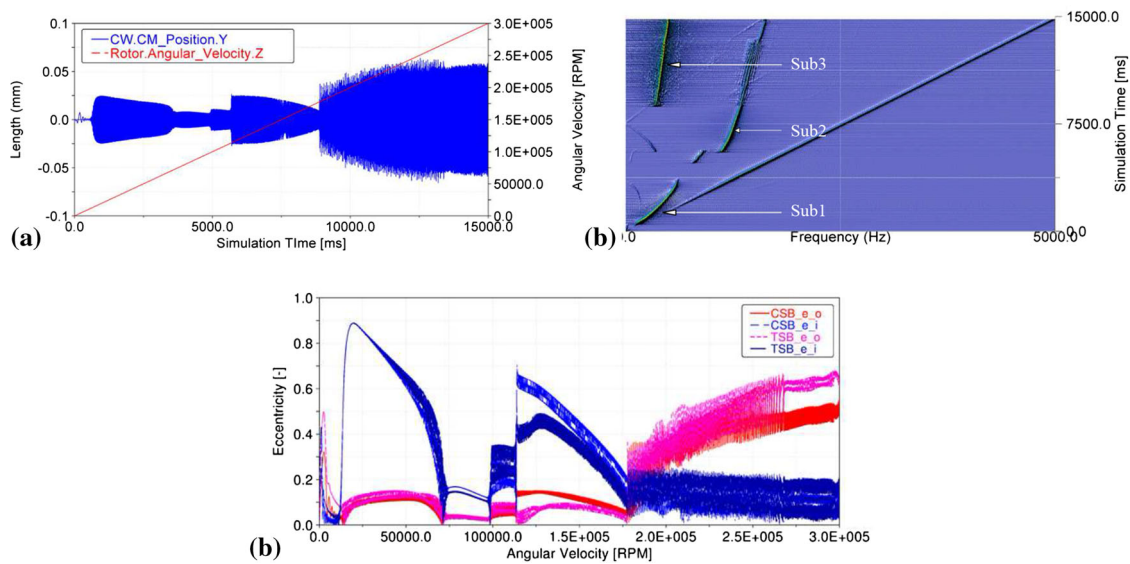 0.1
0.05
0.0
-0.05
-0.1
Length (mm)
CW.CM_Position.Y
Rotor.Angular_Velocity.Z
3.0E+005
2.5E+005
2.0E+005
1.5E+005
1.0E+005
50000.0
0.0
Angular Velocity [RPM]
0.0
5000.0
10000.0
15000.0
Simulation TIme [ms]
(a)
Sub3
Sub2
Sub1
15000.0
7500.0
0.0
Simulation Time [ms]
.0
Frequency (Hz)
5000.0
(b)
1.0
0.8
0.6
0.4
0.2
0.0
Eccentricity [-]
CSB_e_o
CSB_e_i
TSB_e_o
TSB_e_i
0.0
50000.0
100000.0
1.5E+005
2.0E+005
2.5E+005
3.0E+005
Angular Velocity [RPM]
(b)